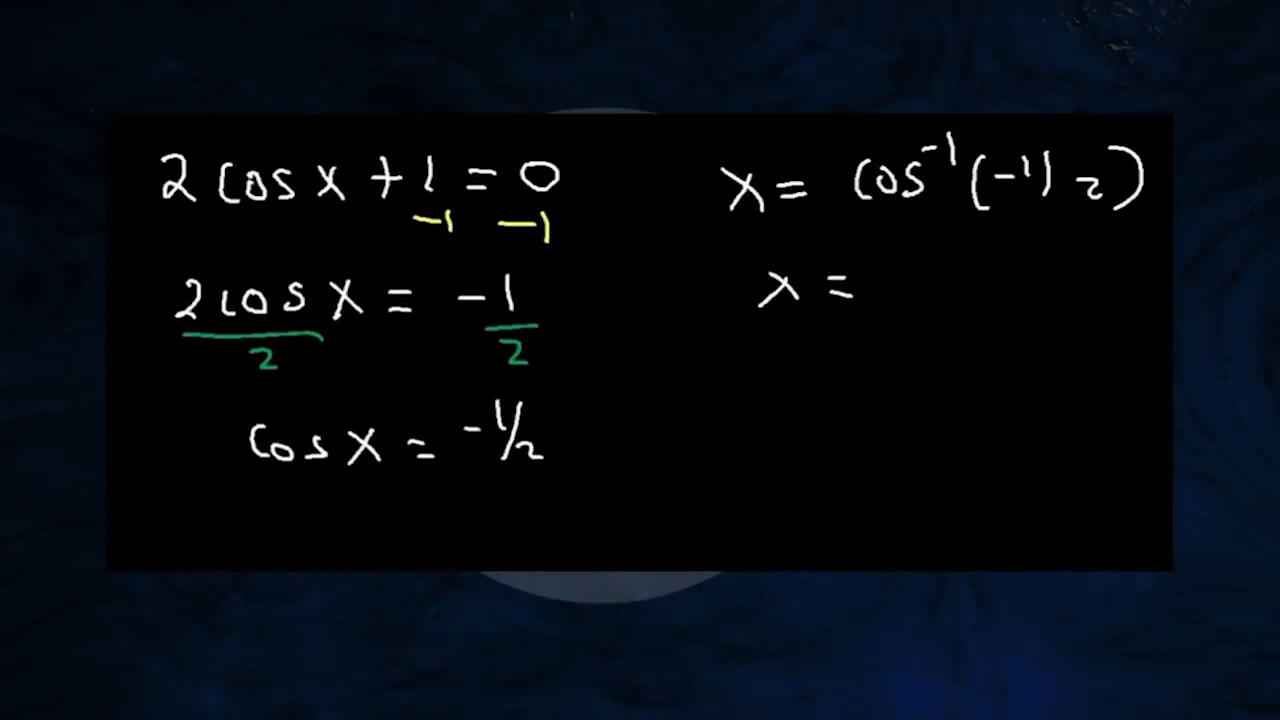 2 cos x + 1 = 0
-1 -1
2 cos x = -1
2 2
cos x = -1/2
x = cos⁻¹(-1/2)
x =